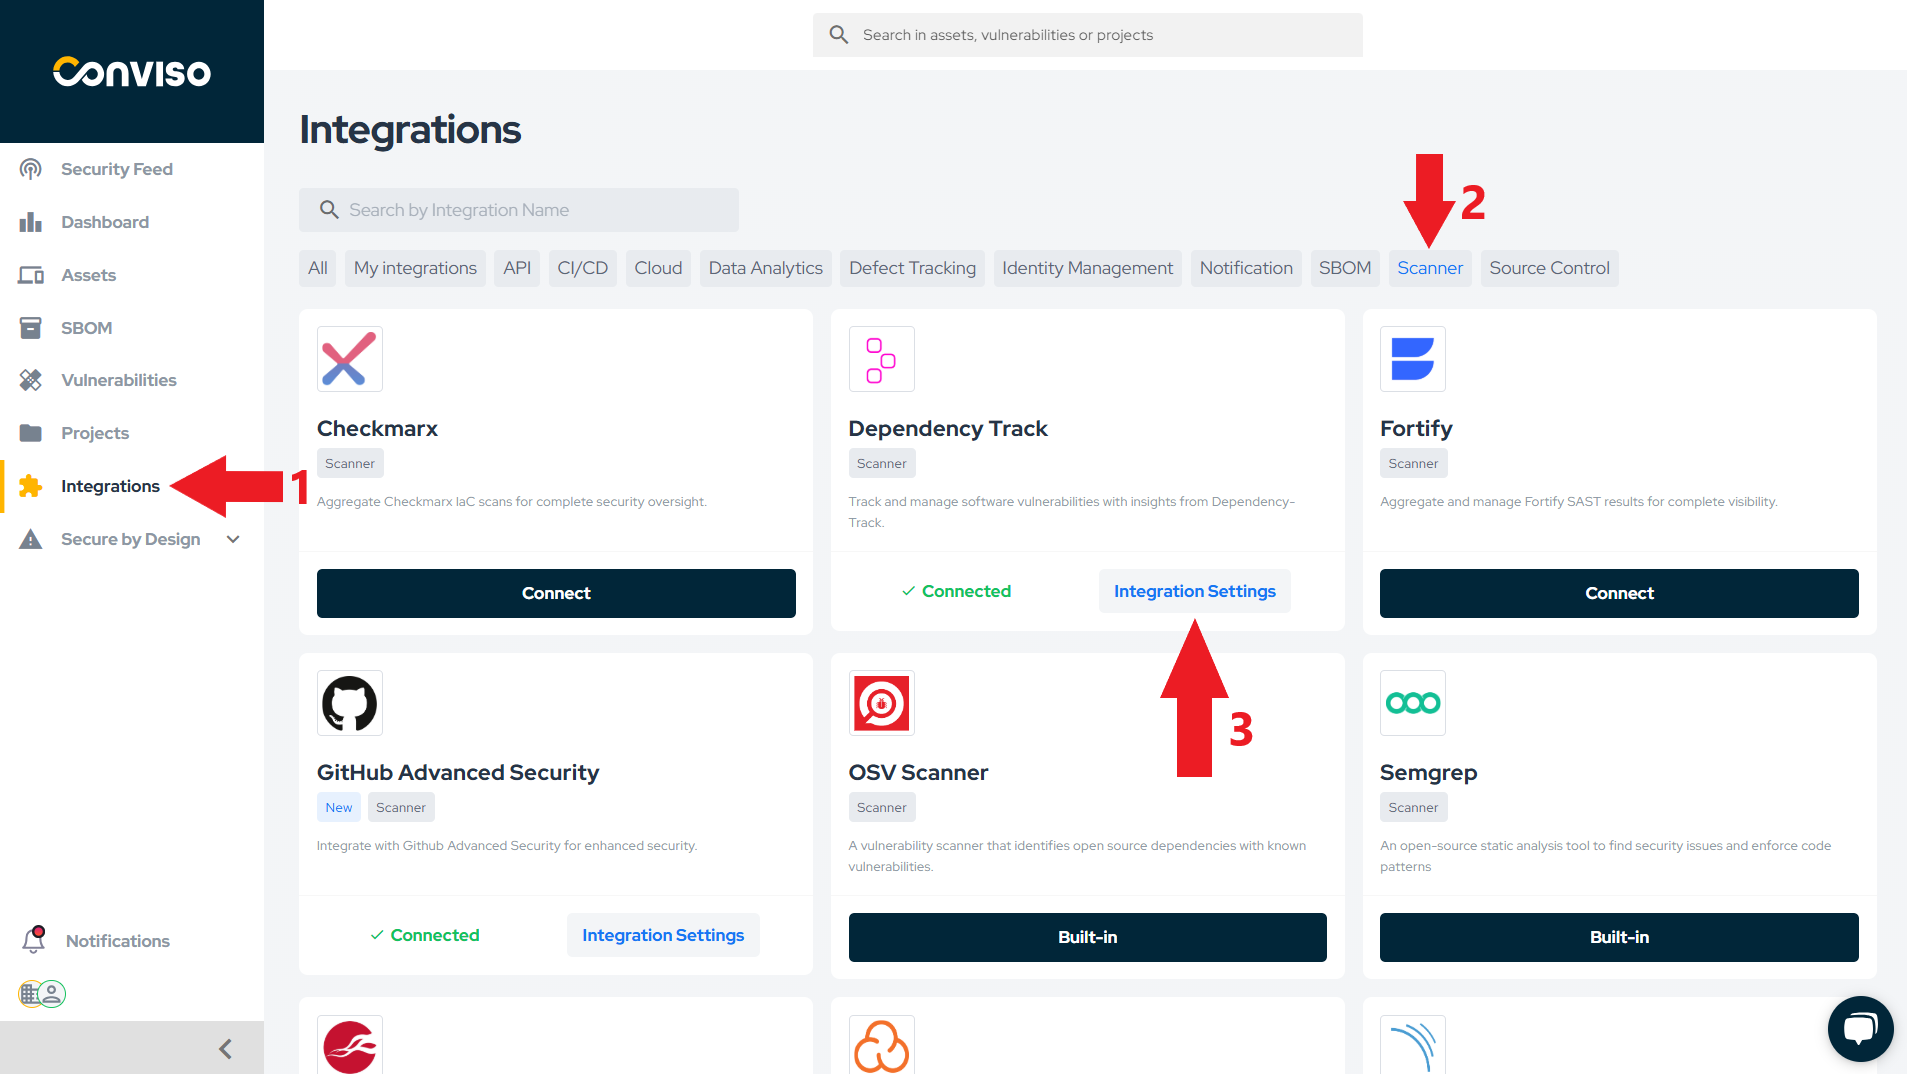 Conviso
Search in assets, vulnerabilities or projects
Security Feed
Dashboard
Assets
SBOM
Vulnerabilities
Projects
Integrations
1
Secure by Design
Notifications
Integrations
Search by Integration Name
2
All My integrations API CI/CD Cloud Data Analytics Defect Tracking Identity Management Notification SBOM Scanner Source Control
Checkmarx
Scanner
Aggregate Checkmarx IaC scans for complete security oversight.
Connect
Dependency Track
Scanner
Track and manage software vulnerabilities with insights from Dependency-
Track.
Connected Integration Settings
3
Fortify
Scanner
Aggregate and manage Fortify SAST results for complete visibility.
Connect
GitHub Advanced Security
New Scanner
Integrate with Github Advanced Security for enhanced security.
Connected Integration Settings
OSV Scanner
Scanner
A vulnerability scanner that identifies open source dependencies with known
vulnerabilities.
Built-in
Semgrep
Scanner
An open-source static analysis tool to find security issues and enforce code
patterns
Built-in